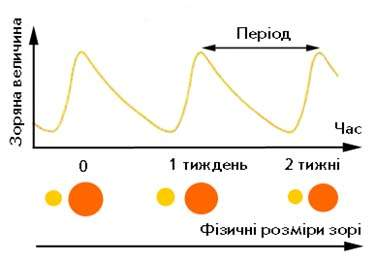 Період
Зоряна величина
Час
0
1 тиждень
2 тижні
Фізичні розміри зорі